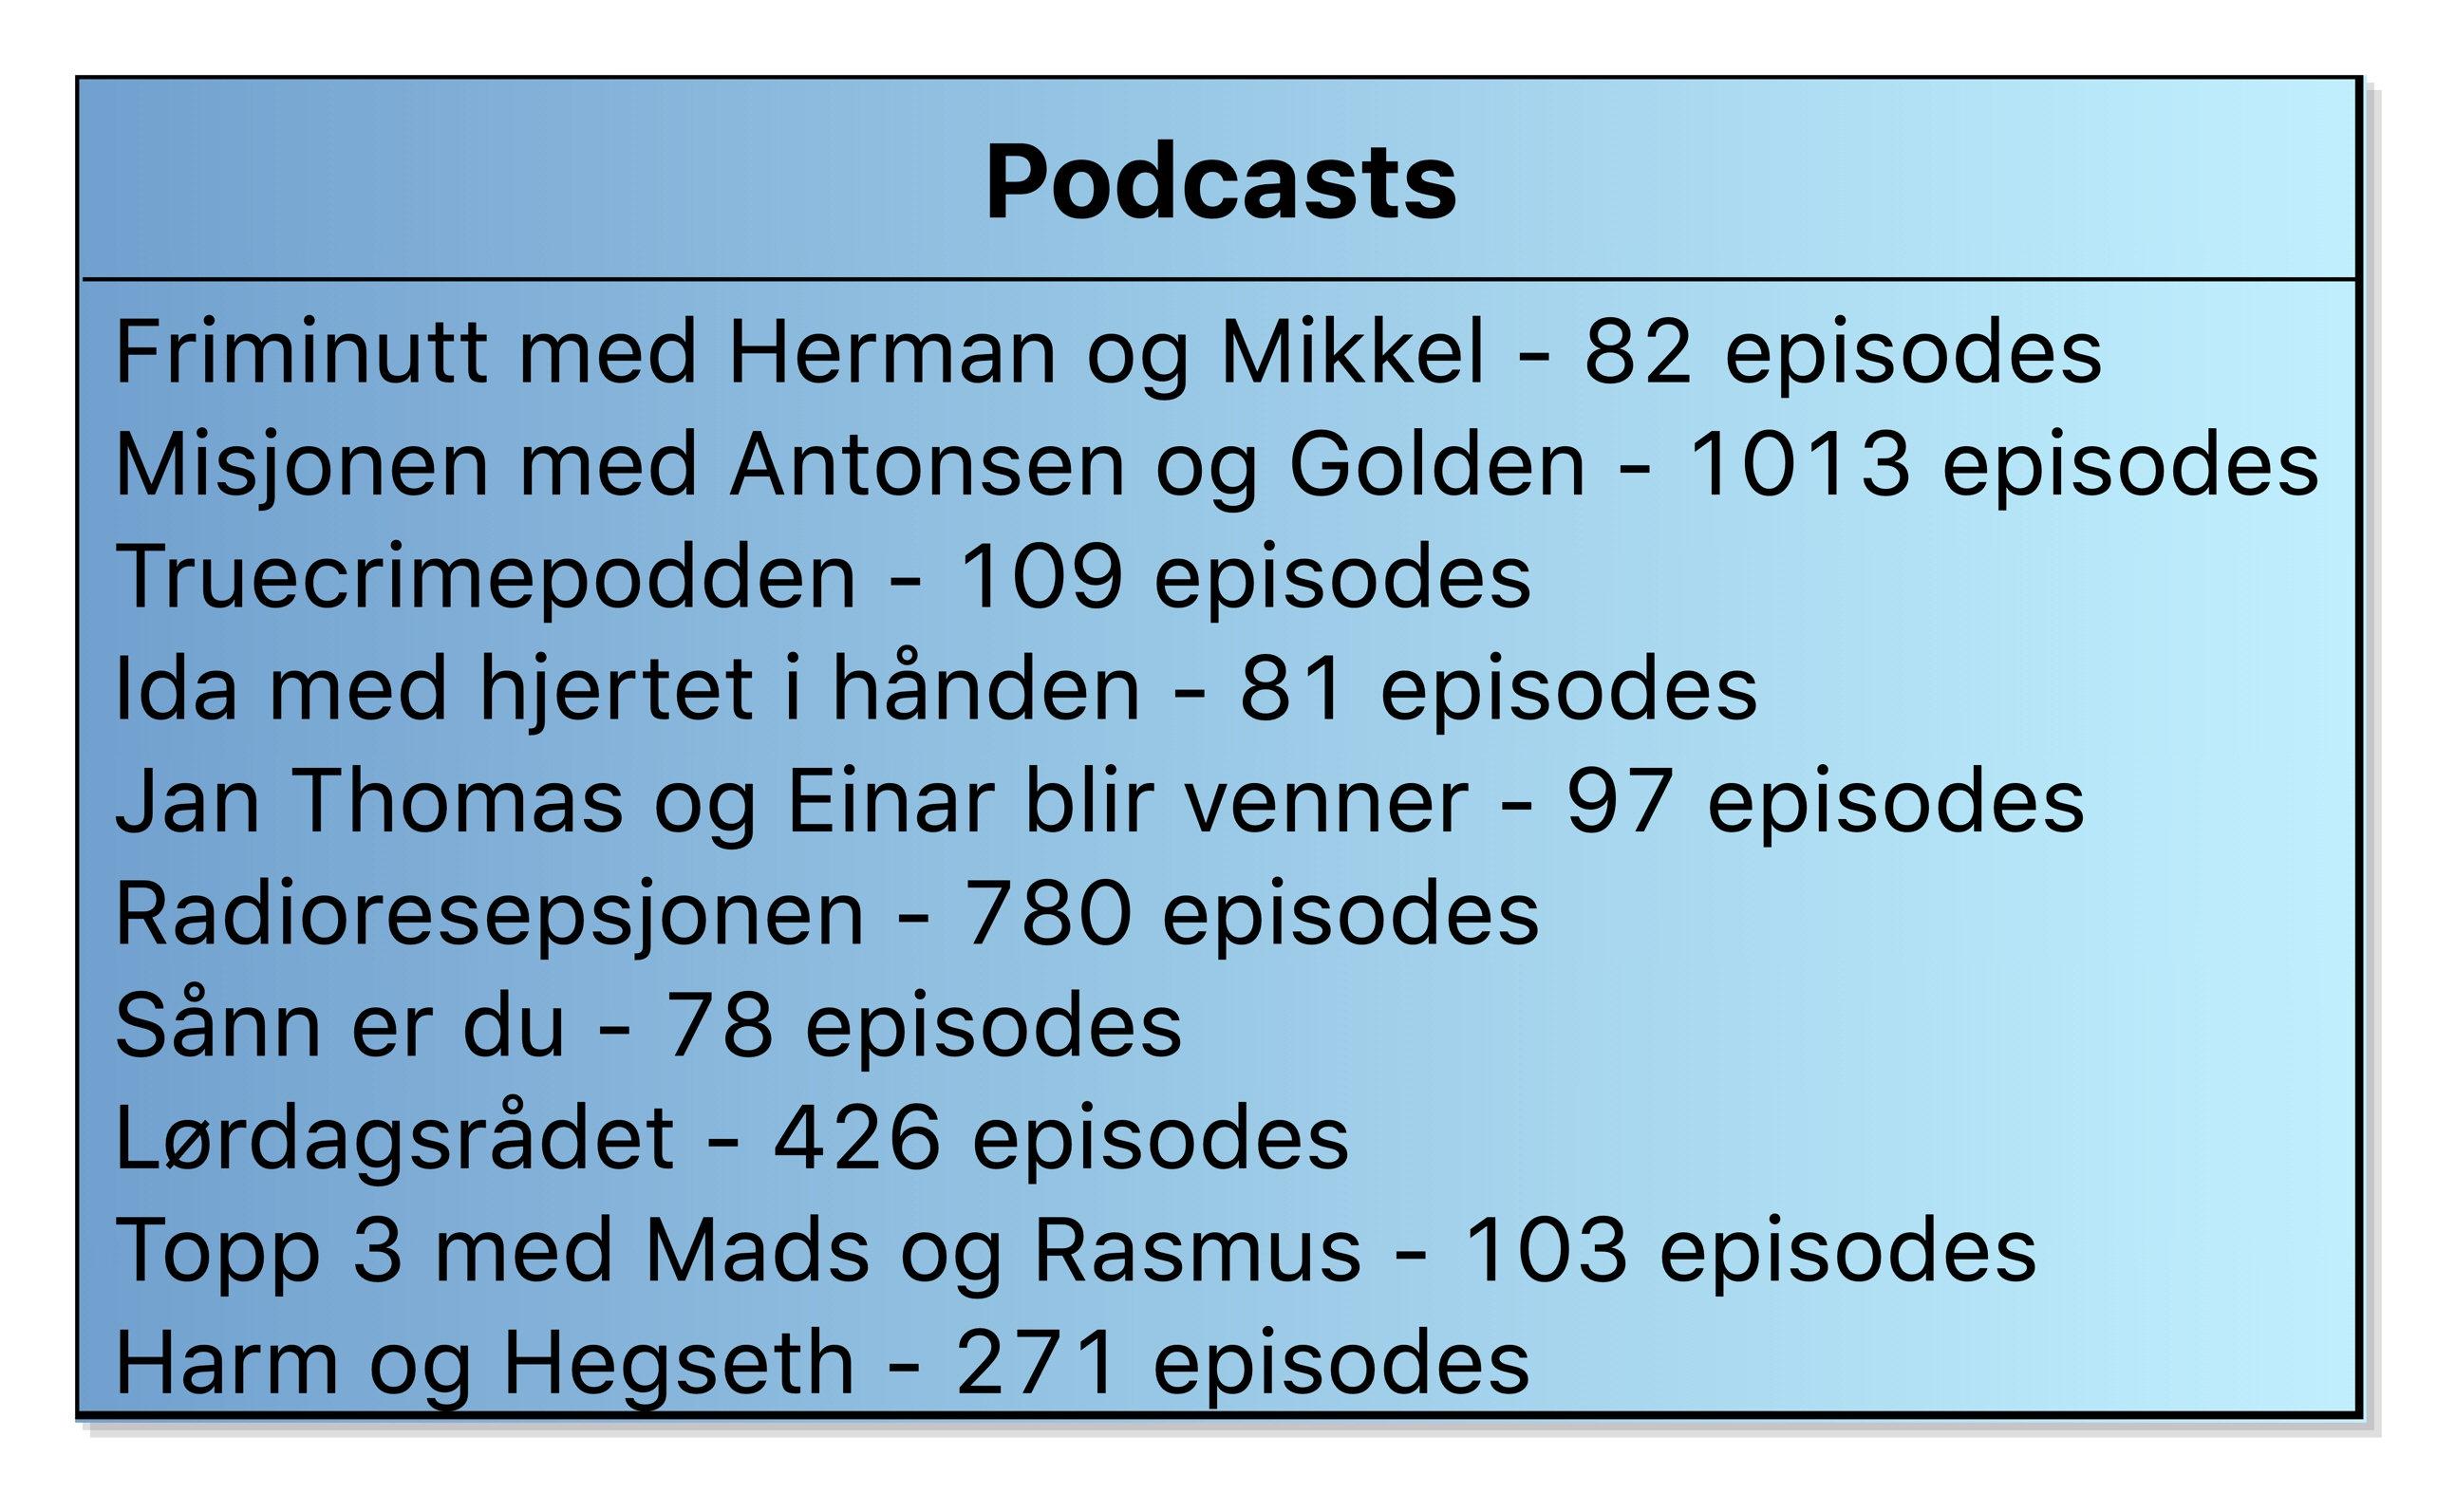 Podcasts
Friminutt med Herman og Mikkel - 82 episodes
Misjonen med Antonsen og Golden - 1013 episodes
Truecrimepodden - 109 episodes
Ida med hjertet i hånden - 81 episodes
Jan Thomas og Einar blir venner - 97 episodes
Radioresepsjonen - 780 episodes
Sånn er du - 78 episodes
Lørdagsrådet - 426 episodes
Topp 3 med Mads og Rasmus - 103 episodes
Harm og Hegseth - 271 episodes